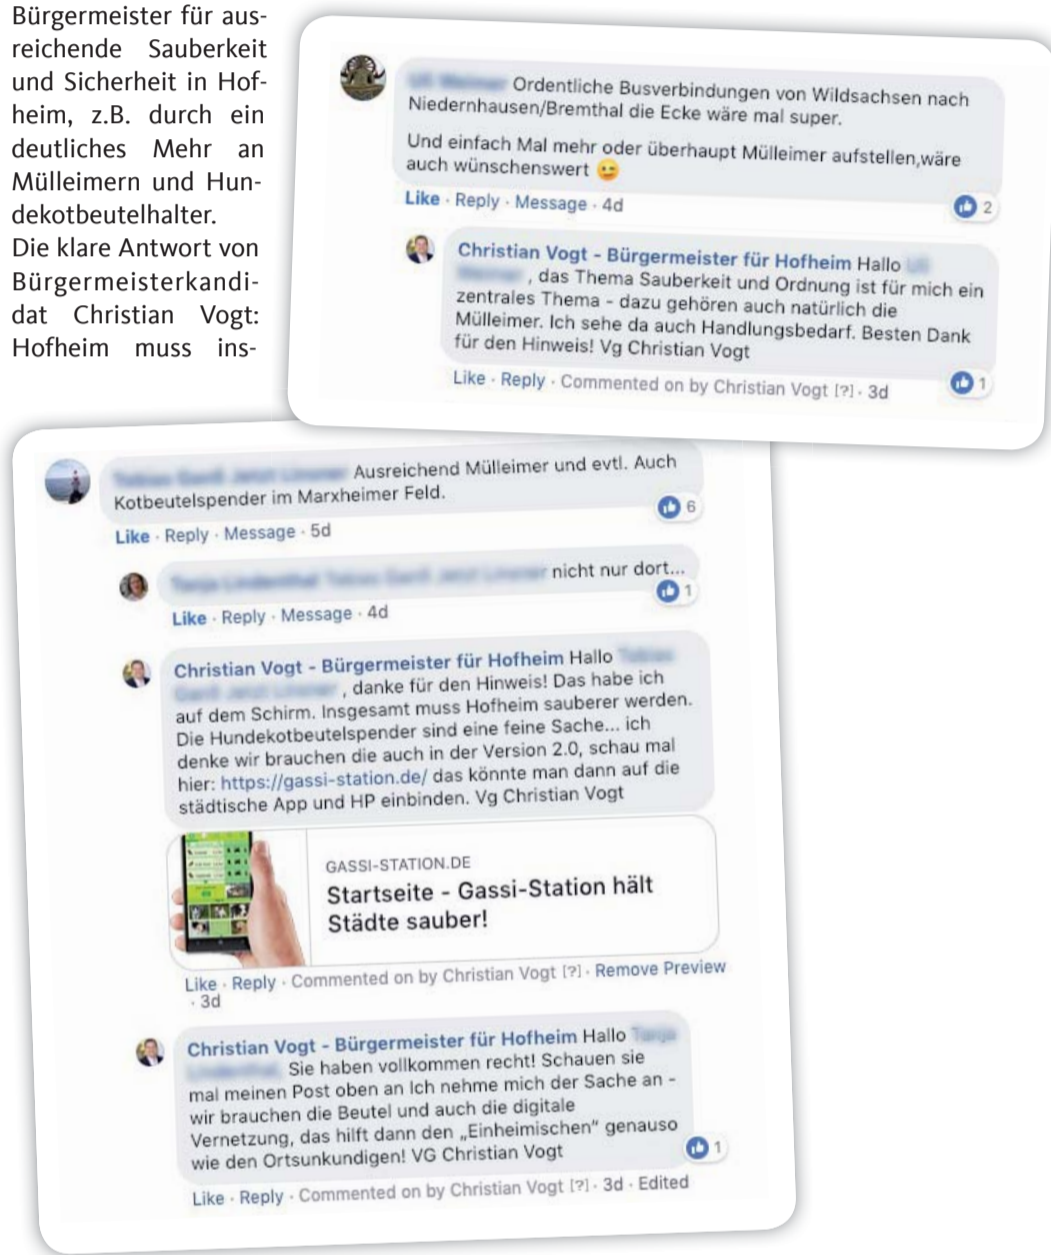 Bürgermeister für aus-
reichende Sauberkeit
und Sicherheit in Hof-
heim, z.B. durch ein
deutliches Mehr an
Mülleimern und Hun-
dekotbeutelhalter.
Die klare Antwort von
Bürgermeisterkandi-
dat Christian Vogt:
Hofheim muss ins-
Ordentliche Busverbindungen von Wildsachsen nach
Niedernhausen/Bremthal die Ecke wäre mal super.
Und einfach Mal mehr oder überhaupt Mülleimer aufstellen,wäre
auch wünschenswert
Like · Reply · Message · 4d
2
Christian Vogt - Bürgermeister für Hofheim Hallo
, das Thema Sauberkeit und Ordnung ist für mich ein
zentrales Thema - dazu gehören auch natürlich die
Mülleimer. Ich sehe da auch Handlungsbedarf. Besten Dank
für den Hinweis! Vg Christian Vogt
1
Like · Reply · Commented on by Christian Vogt [?] · 3d
Ausreichend Mülleimer und evtl. Auch
Kotbeutelspender im Marxheimer Feld.
6
Like · Reply · Message · 5d
nicht nur dort...
1
Like · Reply · Message · 4d
Christian Vogt - Bürgermeister für Hofheim Hallo
, danke für den Hinweis! Das habe ich
auf dem Schirm. Insgesamt muss Hofheim sauberer werden.
Die Hundekotbeutelspender sind eine feine Sache... ich
denke wir brauchen die auch in der Version 2.0, schau mal
hier: https://gassi-station.de/ das könnte man dann auf die
städtische App und HP einbinden. Vg Christian Vogt
GASSI-STATION.DE
Startseite - Gassi-Station hält
Städte sauber!
Like · Reply · Commented on by Christian Vogt [?] · Remove Preview
· 3d
Christian Vogt - Bürgermeister für Hofheim Hallo
Sie haben vollkommen recht! Schauen sie
mal meinen Post oben an Ich nehme mich der Sache an -
wir brauchen die Beutel und auch die digitale
Vernetzung, das hilft dann den „Einheimischen“ genauso
wie den Ortsunkundigen! VG Christian Vogt
1
Like · Reply · Commented on by Christian Vogt [?] · 3d · Edited